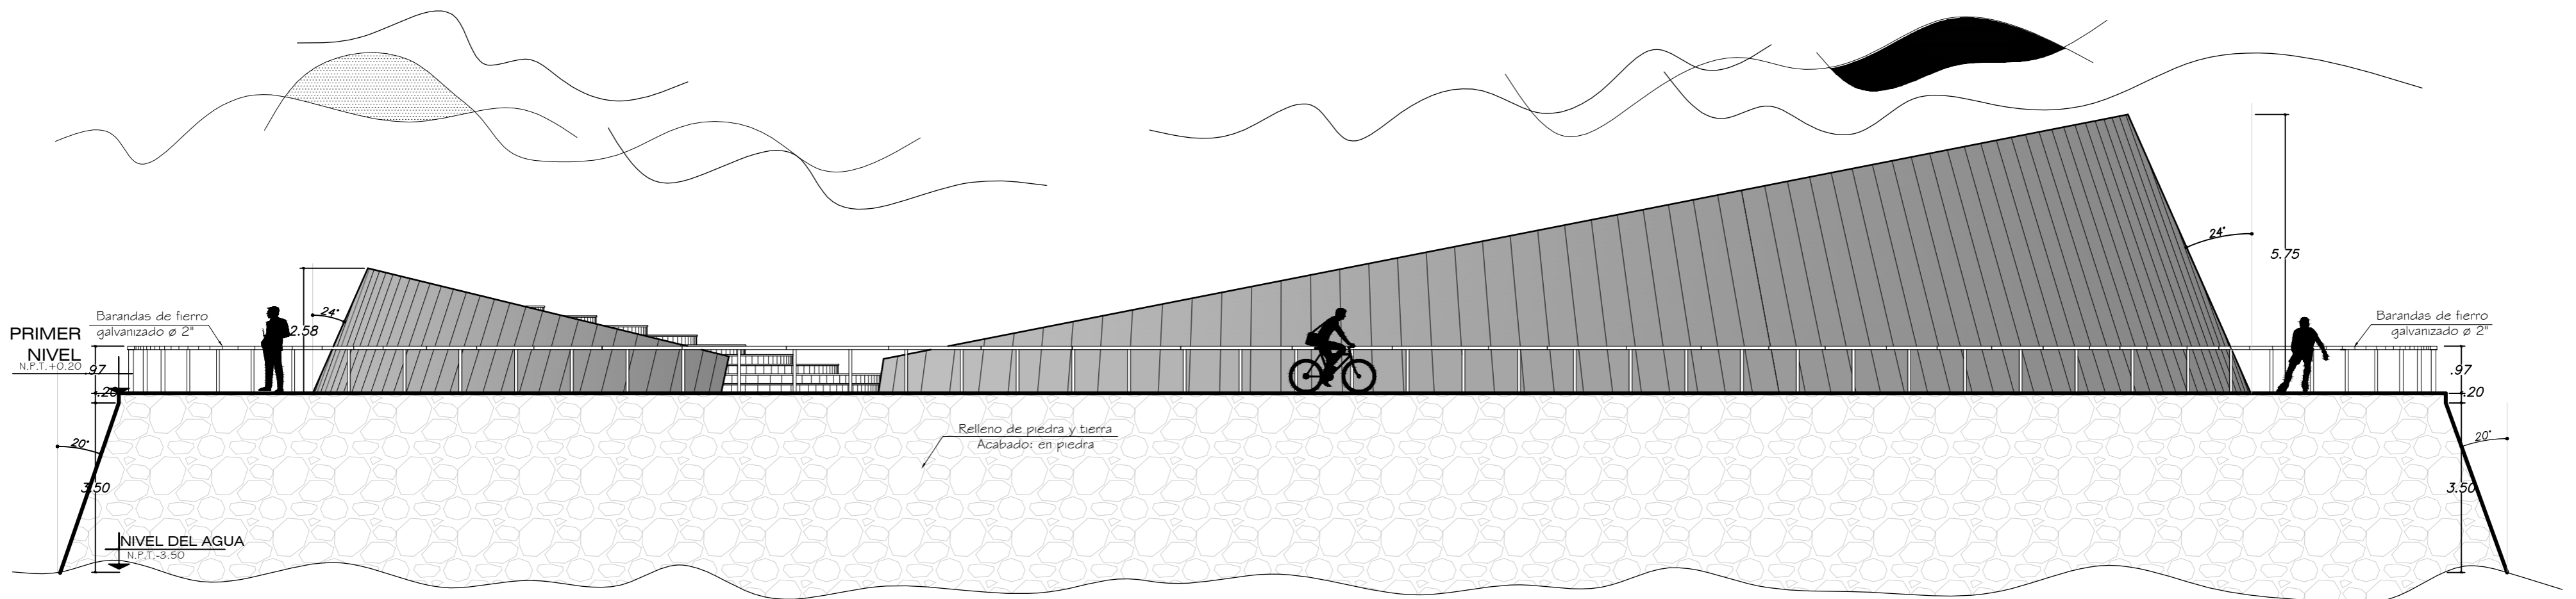 24°
5.75
24°
2.58
Barandas de fierro
galvanizado ø 2"
Barandas de fierro
galvanizado ø 2"
PRIMER
NIVEL
N.P.T.+0.20
.97
.20
.97
.20
Relleno de piedra y tierra
Acabado: en piedra
20°
20°
3.50
3.50
NIVEL DEL AGUA
N.P.T.-3.50